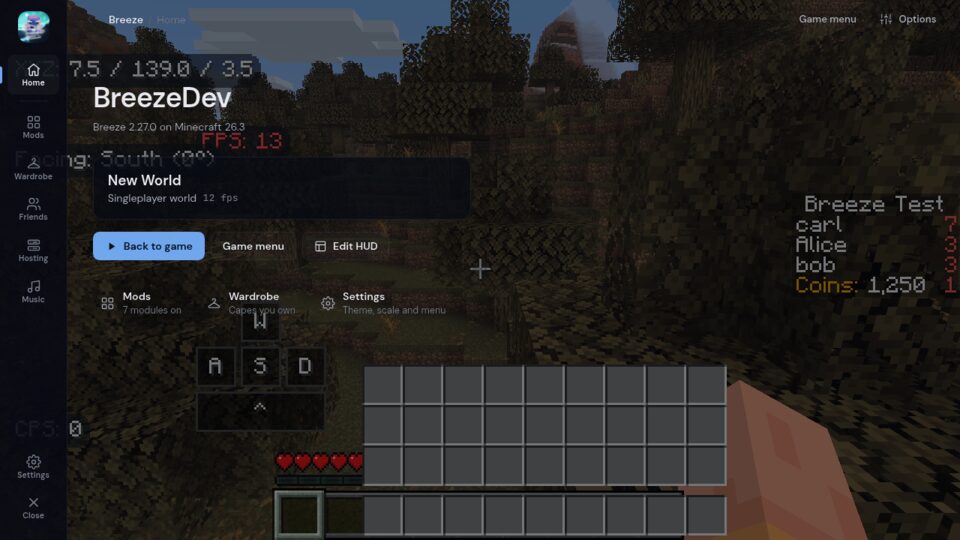 Breeze / Home
Game menu
Options
XYZ: 7.5 / 139.0 / 3.5
Home
BreezeDev
Breeze 2.27.0 on Minecraft 26.3
FPS: 13
Mods
Facing: South (0°)
Wardrobe
New World
Singleplayer world 12 fps
Friends
Breeze Test
carl 7
Alice 3
bob 3
Coins: 1,250 1
Hosting
Back to game
Game menu
Edit HUD
Music
Mods
7 modules on
Wardrobe
Capes you own
Settings
Theme, scale and menu
W
A S D
^
CPS: 0
Settings
Close